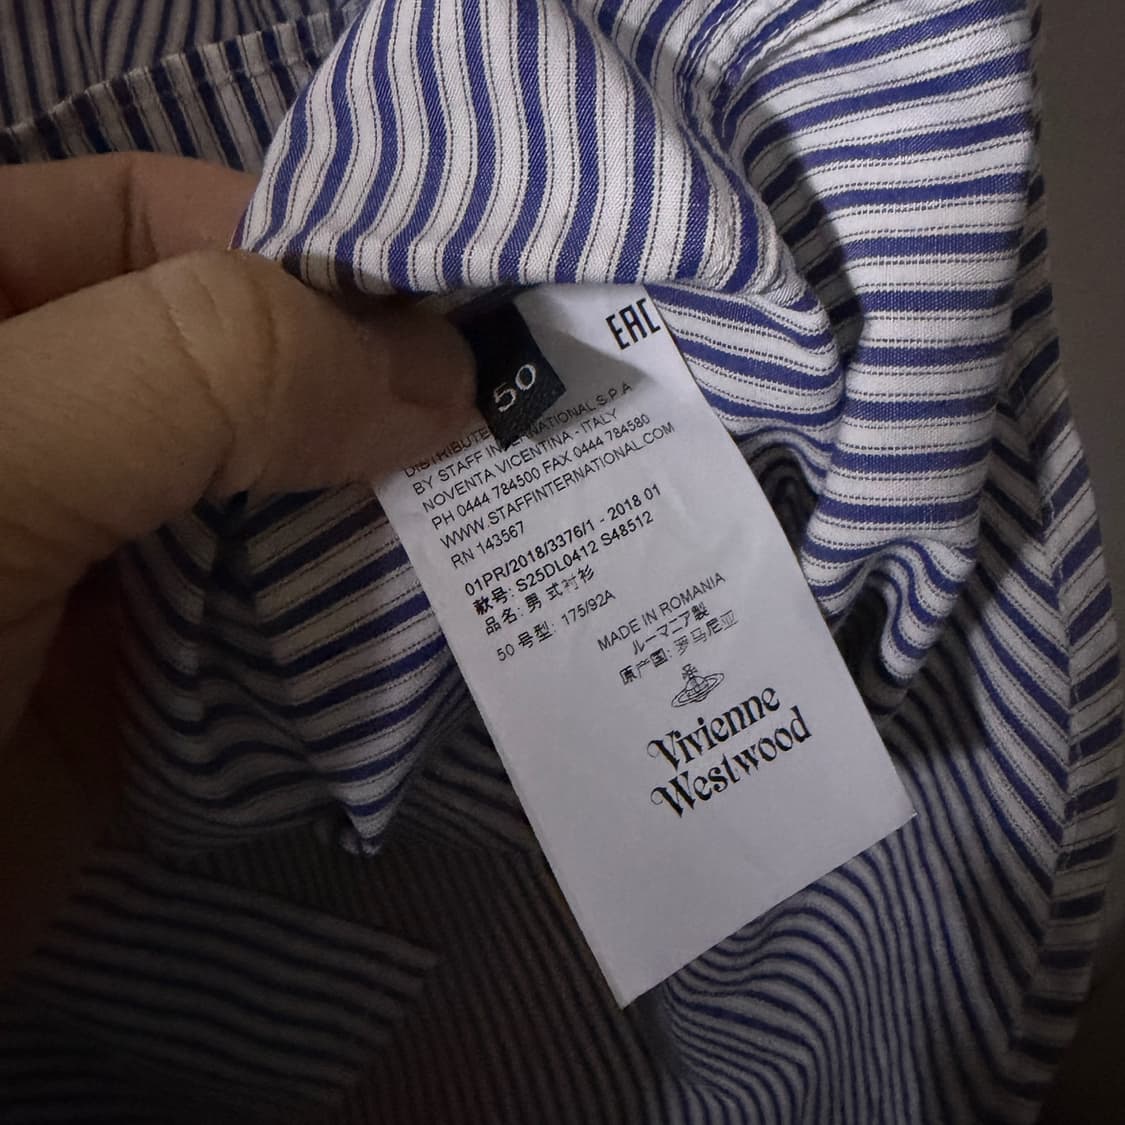 EAC
50
DISTRIBUTE
BY STAFF INTERNATIONAL S.P.A
NOVENTA VICENTINA - ITALY
PH 0444 784500 FAX 0444 784580
WWW.STAFFINTERNATIONAL.COM
RN 143567
01PR/2018/3376/1 - 2018 01
款号: S25DL0412 S48512
品名: 男式衬衫
50 号型: 175/92A
MADE IN ROMANIA
ルーマニア製
原产国: 罗马尼亚
Vivienne
Westwood